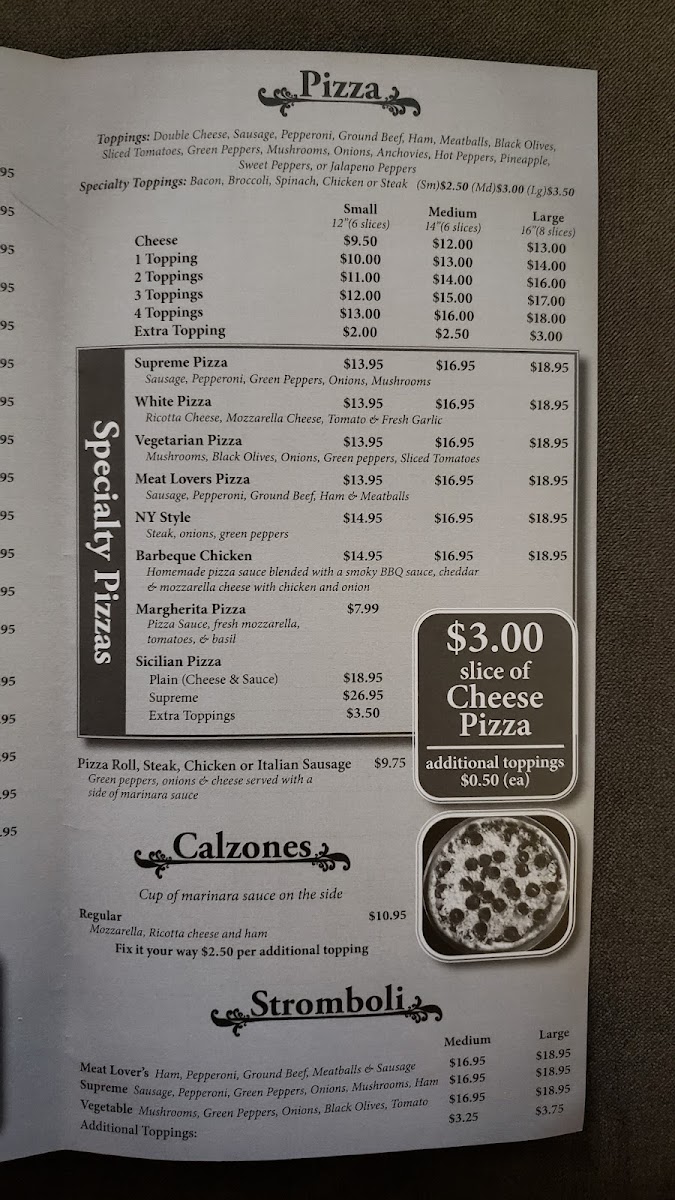 Pizza
Toppings: Double Cheese, Sausage, Pepperoni, Ground Beef, Ham, Meatballs, Black Olives,
Sliced Tomatoes, Green Peppers, Mushrooms, Onions, Anchovies, Hot Peppers, Pineapple,
Sweet Peppers, or Jalapeno Peppers
Specialty Toppings: Bacon, Broccoli, Spinach, Chicken or Steak (Sm)$2.50 (Md)$3.00 (Lg)$3.50
Small Medium Large
12"(6 slices) 14"(6 slices) 16"(8 slices)
Cheese $9.50 $12.00 $13.00
1 Topping $10.00 $13.00 $14.00
2 Toppings $11.00 $14.00 $16.00
3 Toppings $12.00 $15.00 $17.00
4 Toppings $13.00 $16.00 $18.00
Extra Topping $2.00 $2.50 $3.00
Specialty Pizzas
Supreme Pizza $13.95 $16.95 $18.95
Sausage, Pepperoni, Green Peppers, Onions, Mushrooms
White Pizza $13.95 $16.95 $18.95
Ricotta Cheese, Mozzarella Cheese, Tomato & Fresh Garlic
Vegetarian Pizza $13.95 $16.95 $18.95
Mushrooms, Black Olives, Onions, Green peppers, Sliced Tomatoes
Meat Lovers Pizza $13.95 $16.95 $18.95
Sausage, Pepperoni, Ground Beef, Ham & Meatballs
NY Style $14.95 $16.95 $18.95
Steak, onions, green peppers
Barbeque Chicken $14.95 $16.95 $18.95
Homemade pizza sauce blended with a smoky BBQ sauce, cheddar
& mozzarella cheese with chicken and onion
Margherita Pizza $7.99
Pizza Sauce, fresh mozzarella,
tomatoes, & basil
Sicilian Pizza
Plain (Cheese & Sauce) $18.95
Supreme $26.95
Extra Toppings $3.50
$3.00
slice of
Cheese
Pizza
additional toppings
$0.50 (ea)
Pizza Roll, Steak, Chicken or Italian Sausage $9.75
Green peppers, onions & cheese served with a
side of marinara sauce
Calzones
Cup of marinara sauce on the side
Regular $10.95
Mozzarella, Ricotta cheese and ham
Fix it your way $2.50 per additional topping
Stromboli
Medium Large
Meat Lover's Ham, Pepperoni, Ground Beef, Meatballs & Sausage $16.95 $18.95
Supreme Sausage, Pepperoni, Green Peppers, Onions, Mushrooms, Ham $16.95 $18.95
Vegetable Mushrooms, Green Peppers, Onions, Black Olives, Tomato $16.95 $18.95
Additional Toppings: $3.25 $3.75